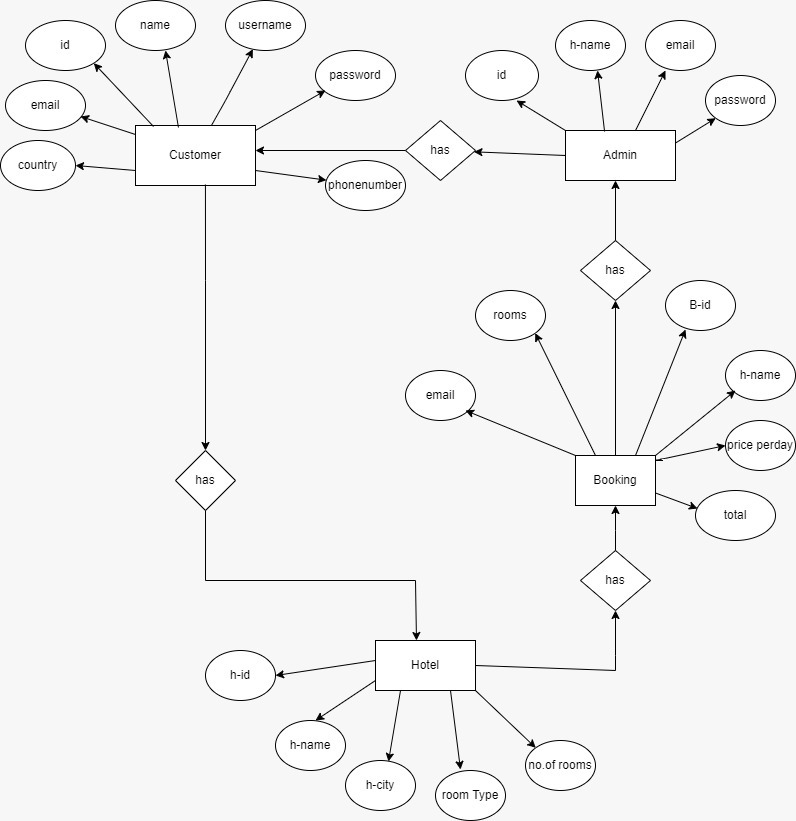 name
username
id
h-name
email
password
id
email
password
Customer
has
Admin
country
phonenumber
has
B-id
rooms
h-name
email
price perday
has
Booking
total
has
Hotel
h-id
h-name
no.of rooms
h-city
room Type